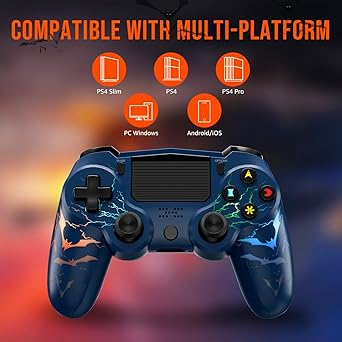 COMPATIBLE WITH MULTI-PLATFORM
PS4 Slim
PS4
PS4 Pro
PC Windows
Android/iOS